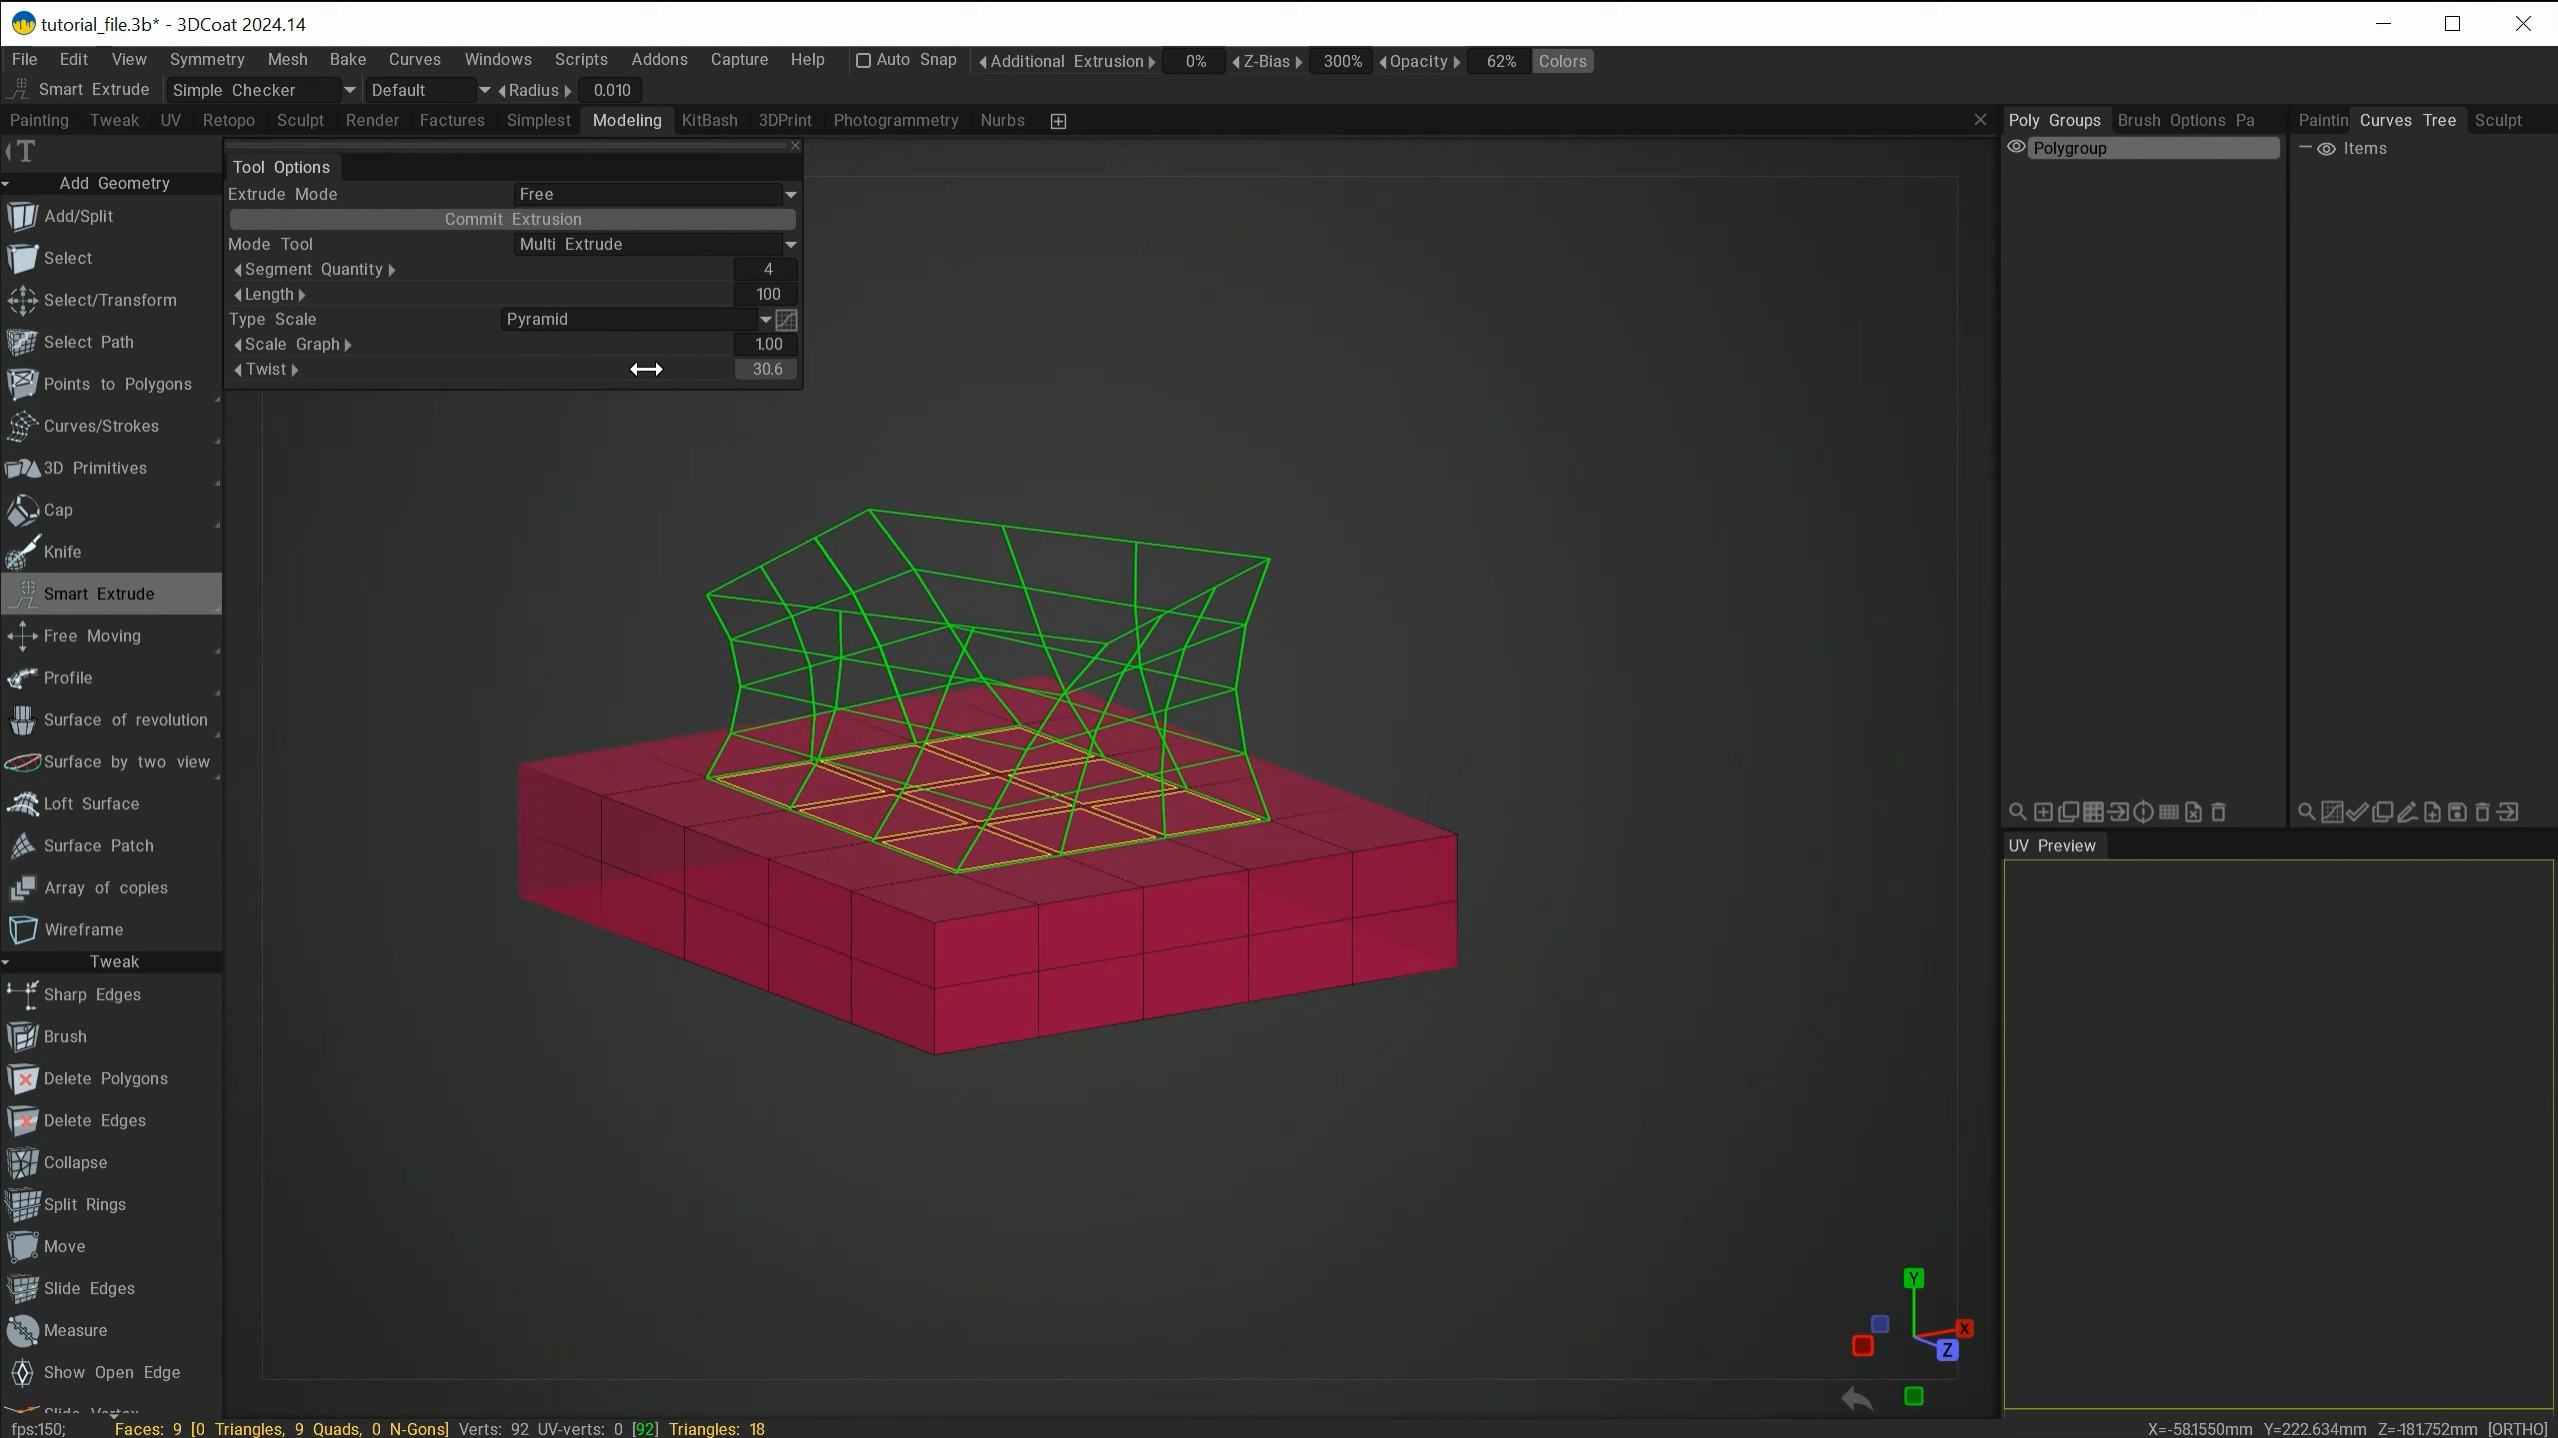 tutorial_file.3b* - 3DCoat 2024.14
File Edit View Symmetry Mesh Bake Curves Windows Scripts Addons Capture Help Auto Snap Additional Extrusion 0% Z-Bias 300% Opacity 62% Colors
Smart Extrude Simple Checker Default Radius 0.010
Painting Tweak UV Retopo Sculpt Render Factures Simplest Modeling KitBash 3DPrint Photogrammetry Nurbs
Poly Groups Brush Options Pa
Paintin Curves Tree Sculpt
Polygroup
Items
T
Tool Options
Extrude Mode Free
Commit Extrusion
Mode Tool Multi Extrude
Segment Quantity 4
Length 100
Type Scale Pyramid
Scale Graph 1.00
Twist 30.6
Add Geometry
Add/Split
Select
Select/Transform
Select Path
Points to Polygons
Curves/Strokes
3D Primitives
Cap
Knife
Smart Extrude
Free Moving
Profile
Surface of revolution
Surface by two view
Loft Surface
Surface Patch
Array of copies
Wireframe
Tweak
Sharp Edges
Brush
Delete Polygons
Delete Edges
Collapse
Split Rings
Move
Slide Edges
Measure
Show Open Edge
Slide Vertex
UV Preview
Y
X
Z
fps:150; Faces: 9 [0 Triangles, 9 Quads, 0 N-Gons] Verts: 92 UV-verts: 0 [92] Triangles: 18
X=-581550mm Y=222.634mm Z=-181.752mm [ORTHO]